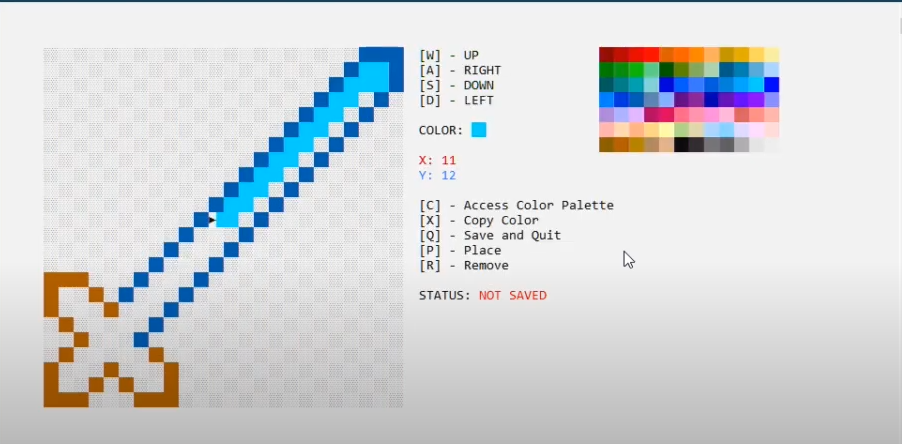 [W] - UP
[A] - RIGHT
[S] - DOWN
[D] - LEFT
COLOR:
X: 11
Y: 12
[C] - Access Color Palette
[X] - Copy Color
[Q] - Save and Quit
[P] - Place
[R] - Remove
STATUS: NOT SAVED